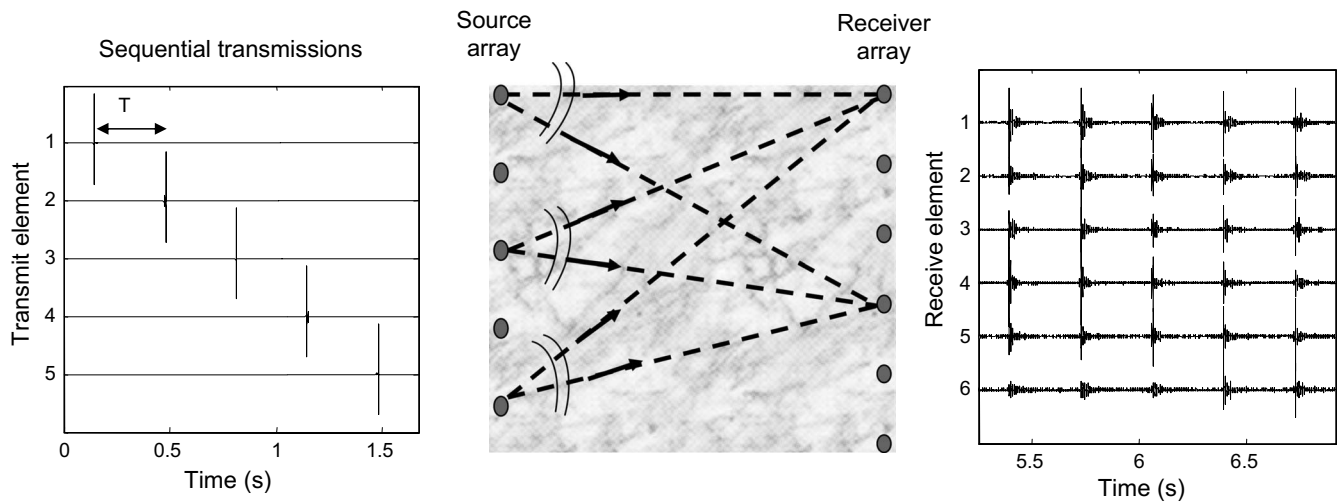 Sequential transmissions
T
Transmit element
1
2
3
4
5
0 0.5 1 1.5
Time (s)
Source
array
Receiver
array
Receive element
1
2
3
4
5
6
5.5 6 6.5
Time (s)